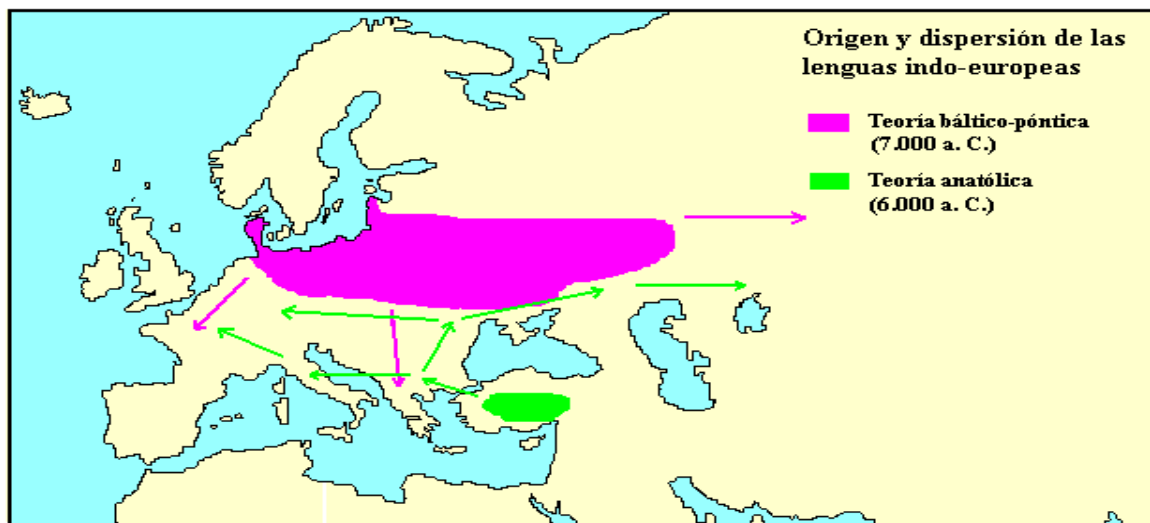 Origen y dispersión de las
lenguas indo-europeas
Teoría báltico-póntica
(7.000 a. C.)
Teoría anatólica
(6.000 a. C.)